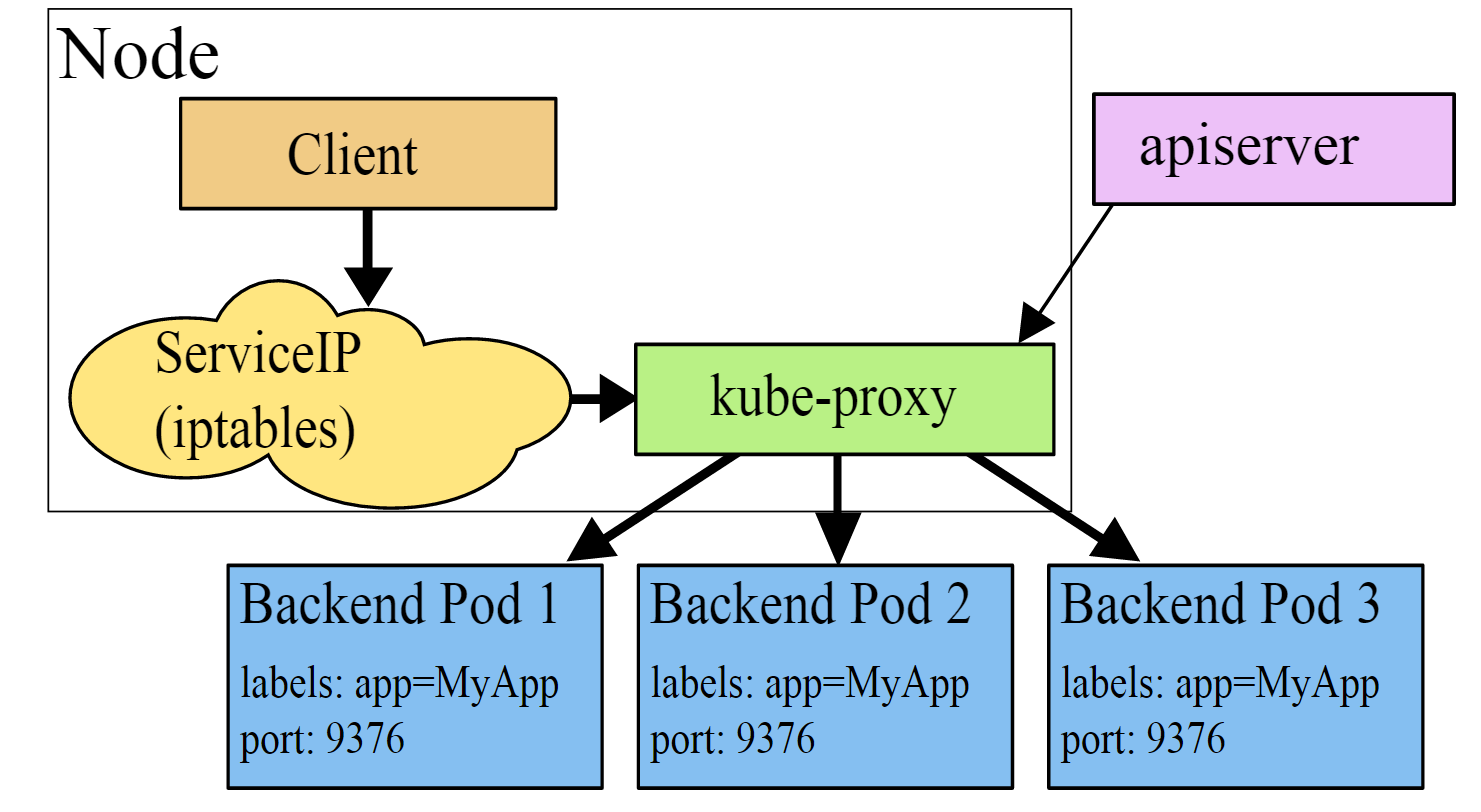 Node
Client
apiserver
ServiceIP
(iptables)
kube-proxy
Backend Pod 1
labels: app=MyApp
port: 9376
Backend Pod 2
labels: app=MyApp
port: 9376
Backend Pod 3
labels: app=MyApp
port: 9376